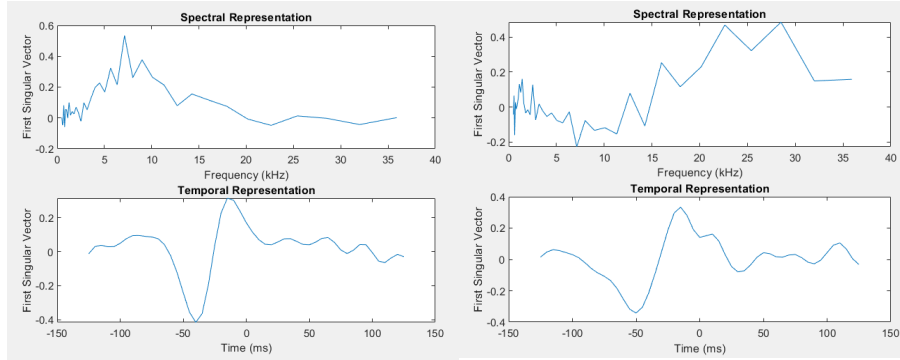 Spectral Representation
0.6
0.4
0.2
0
-0.2
First Singular Vector
0 5 10 15 20 25 30 35 40
Frequency (kHz)
Temporal Representation
0.2
0
-0.2
-0.4
First Singular Vector
-150 -100 -50 0 50 100 150
Time (ms)
Spectral Representation
0.4
0.2
0
-0.2
First Singular Vector
0 5 10 15 20 25 30 35 40
Frequency (kHz)
Temporal Representation
0.4
0.2
0
-0.2
-0.4
First Singular Vector
-150 -100 -50 0 50 100 150
Time (ms)